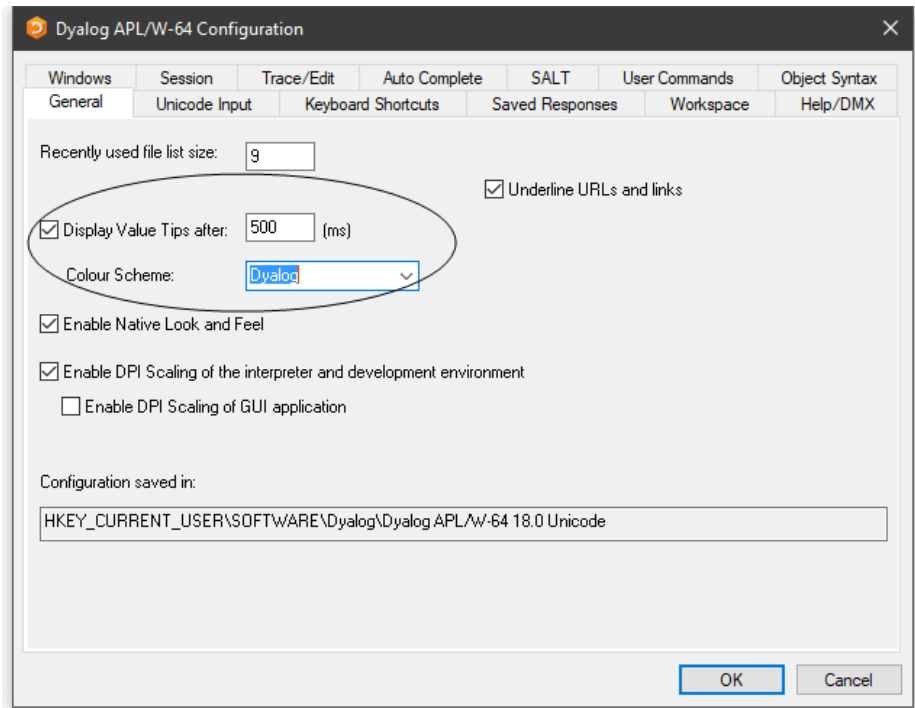 Dyalog APL/W-64 Configuration
Windows Session Trace/Edit Auto Complete SALT User Commands Object Syntax
General Unicode Input Keyboard Shortcuts Saved Responses Workspace Help/DMX
Recently used file list size: 9
Underline URLs and links
Display Value Tips after: 500 (ms)
Colour Scheme: Dyalog
Enable Native Look and Feel
Enable DPI Scaling of the interpreter and development environment
Enable DPI Scaling of GUI application
Configuration saved in:
HKEY_CURRENT_USER\SOFTWARE\Dyalog\Dyalog APL/W-64 18.0 Unicode
OK Cancel